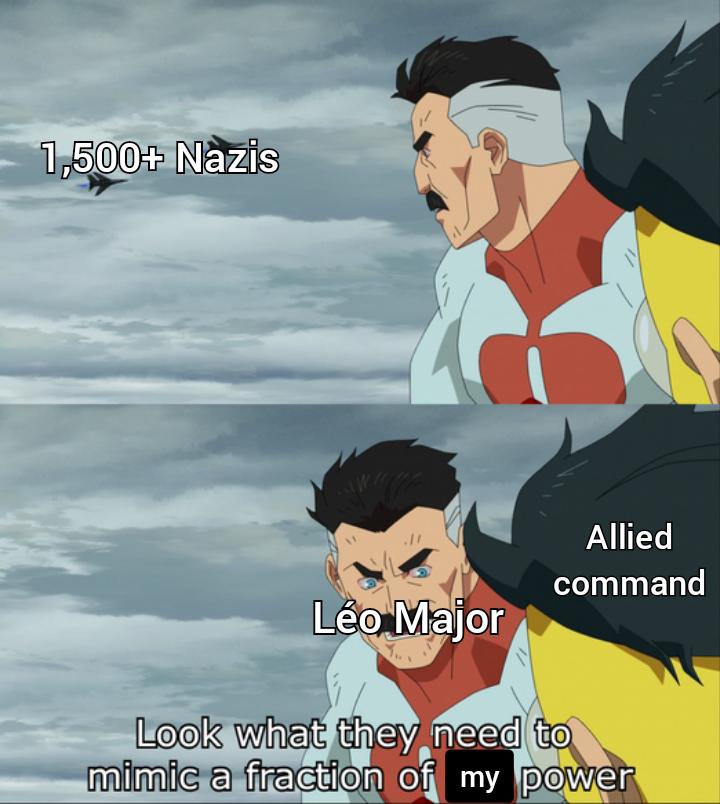 1,500+ Nazis
Allied
command
Léo Major
Look what they need to
mimic a fraction of my power